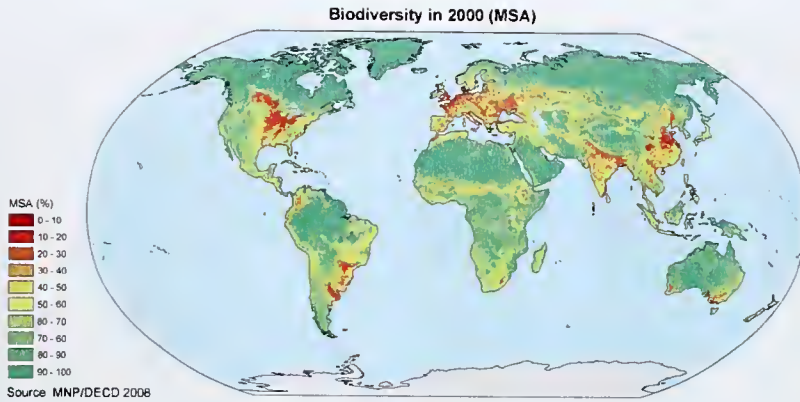 Biodiversity in 2000 (MSA)
MSA (%)
0 - 10
10 - 20
20 - 30
30 - 40
40 - 50
50 - 60
80 - 70
70 - 60
80 - 90
90 - 100
Source MNP/DECD 2008